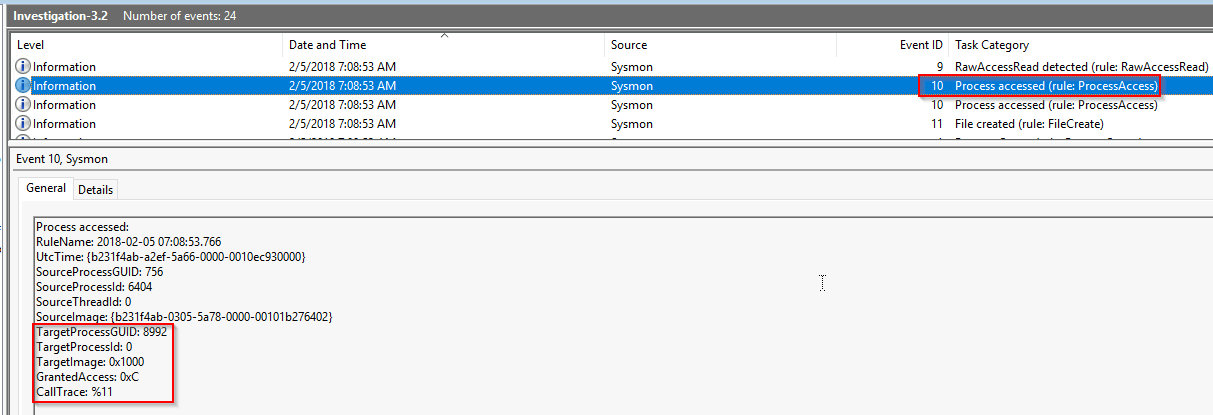 Investigation-3.2 Number of events: 24
Level Date and Time Source Event ID Task Category
Information 2/5/2018 7:08:53 AM Sysmon 9 RawAccessRead detected (rule: RawAccessRead)
Information 2/5/2018 7:08:53 AM Sysmon 10 Process accessed (rule: ProcessAccess)
Information 2/5/2018 7:08:53 AM Sysmon 10 Process accessed (rule: ProcessAccess)
Information 2/5/2018 7:08:53 AM Sysmon 11 File created (rule: FileCreate)
Event 10, Sysmon
General Details
Process accessed:
RuleName: 2018-02-05 07:08:53.766
UtcTime: {b231f4ab-a2ef-5a66-0000-0010ec930000}
SourceProcessGUID: 756
SourceProcessId: 6404
SourceThreadId: 0
SourceImage: {b231f4ab-0305-5a78-0000-00101b276402}
TargetProcessGUID: 8992
TargetProcessId: 0
TargetImage: 0x1000
GrantedAccess: 0xC
CallTrace: %11